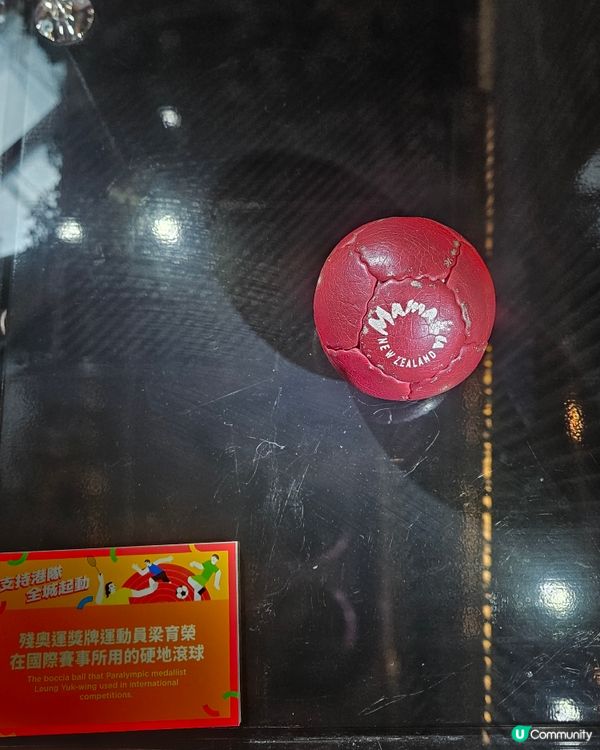 MAMASEA
NEW ZEALAND
支持港隊
全城起動
殘奧運獎牌運動員梁育榮
在國際賽事所用的硬地滾球
The boccia ball that Paralympic medallist
Leung Yuk-wing used in international
competitions.
U Community